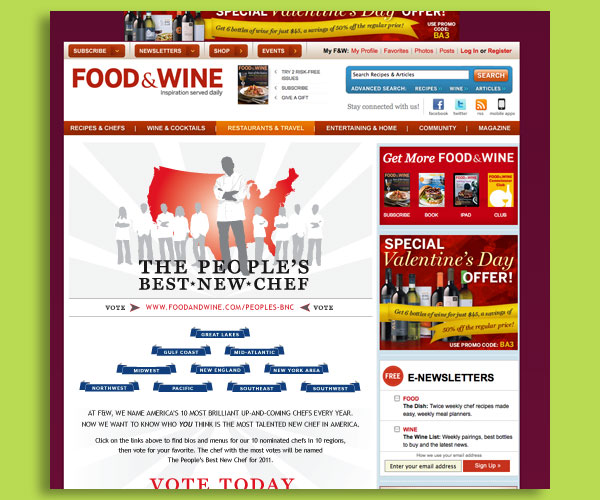 SPECIAL Valentine's Day OFFER!
Get 6 bottles of wine for just $45, a savings of 50% off the regular price!
USE PROMO CODE: BA3
SUBSCRIBE
NEWSLETTERS
SHOP
EVENTS
My F&W: My Profile | Favorites | Photos | Posts | Log In or Register
FOOD&WINE
inspiration served daily
TRY 2 RISK-FREE ISSUES
SUBSCRIBE
GIVE A GIFT
Search Recipes & Articles
SEARCH
ADVANCED SEARCH: RECIPES WINE ARTICLES
Stay connected with us!
facebook
twitter
rss
mobile apps
RECIPES & CHEFS | WINE & COCKTAILS | RESTAURANTS & TRAVEL | ENTERTAINING & HOME | COMMUNITY | MAGAZINE
THE PEOPLE'S
BEST*NEW*CHEF
VOTE WWW.FOODANDWINE.COM/PEOPLES-BNC VOTE
GREAT LAKES
GULF COAST
MID-ATLANTIC
MIDWEST
NEW ENGLAND
NEW YORK AREA
NORTHWEST
PACIFIC
SOUTHEAST
SOUTHWEST
AT F&W, WE NAME AMERICA'S 10 MOST BRILLIANT UP-AND-COMING CHEFS EVERY YEAR.
NOW WE WANT TO KNOW WHO YOU THINK IS THE MOST TALENTED NEW CHEF IN AMERICA.
Click on the links above to find bios and menus for our 10 nominated chefs in 10 regions,
then vote for your favorite. The chef with the most votes will be named
The People's Best New Chef for 2011.
VOTE TODAY
Get More FOOD&WINE
SUBSCRIBE
BOOK
IPAD
CLUB
SPECIAL
Valentine's Day
OFFER!
Get 6 bottles of wine for just $45, a savings of
50% off the regular price!
USE PROMO CODE: BA3
FREE
E-NEWSLETTERS
FOOD
The Dish: Twice weekly chef recipes made
easy, weekly meal planners.
WINE
The Wine List: Weekly pairings, best bottles
to buy and the latest news.
How we use your email address
Enter your email address
Sign Up »